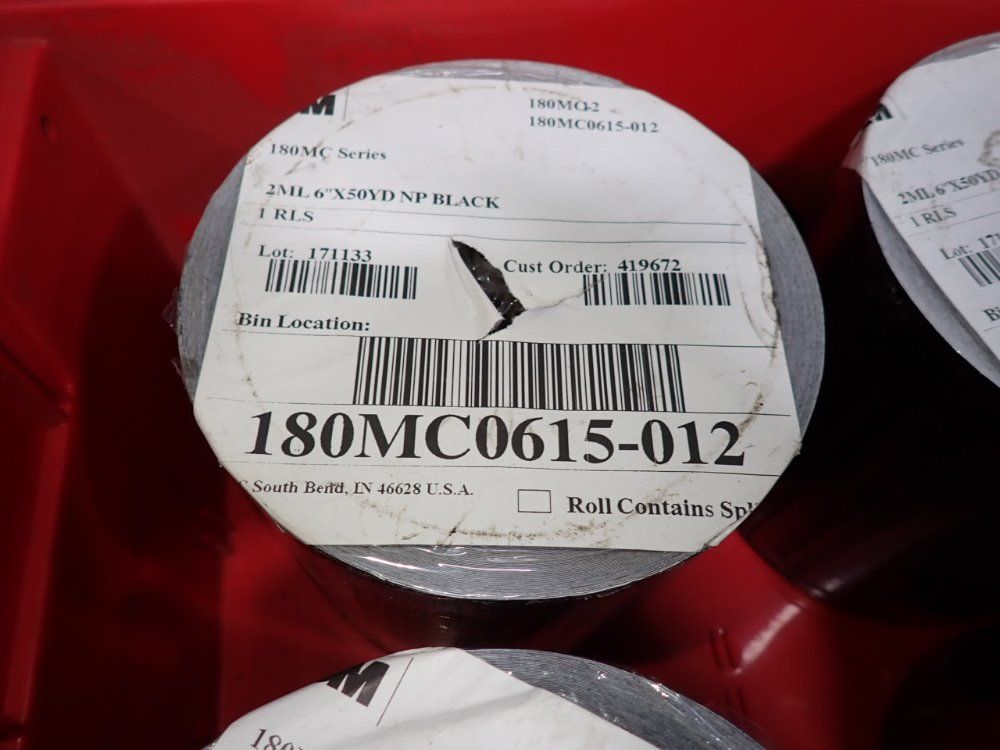 M
180MC-2
180MC0615-012
180MC Series
2ML 6"X50YD NP BLACK
1 RLS
Lot: 171133
Cust Order: 419672
Bin Location:
180MC0615-012
South Bend, IN 46628 U.S.A.
Roll Contains
M
180MC Series
2ML 6"X50YD
1 RLS
Lot:
M